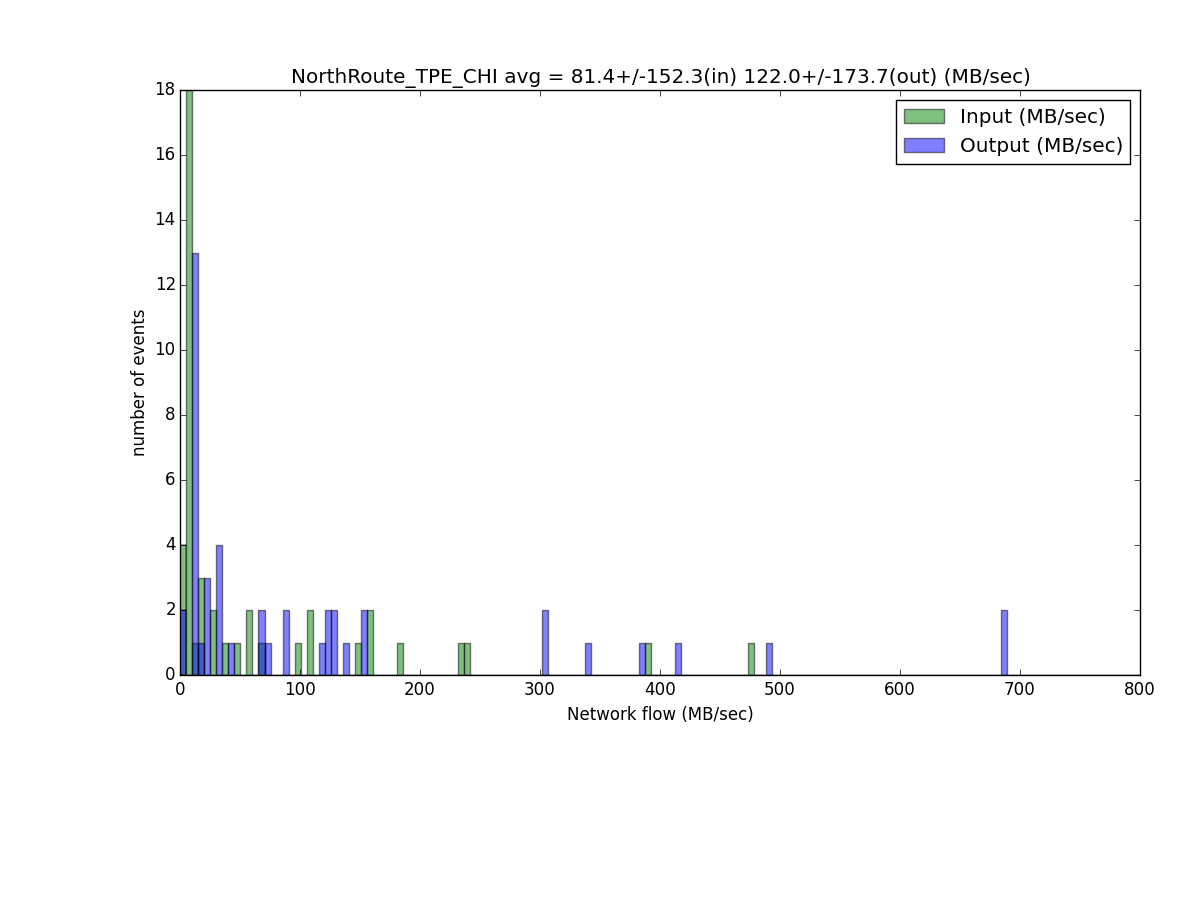 NorthRoute_TPE_CHI avg = 81.4+/-152.3(in) 122.0+/-173.7(out) (MB/sec)
Input (MB/sec)
Output (MB/sec)
18
16
14
12
10
8
6
4
2
0
number of events
0 100 200 300 400 500 600 700 800
Network flow (MB/sec)